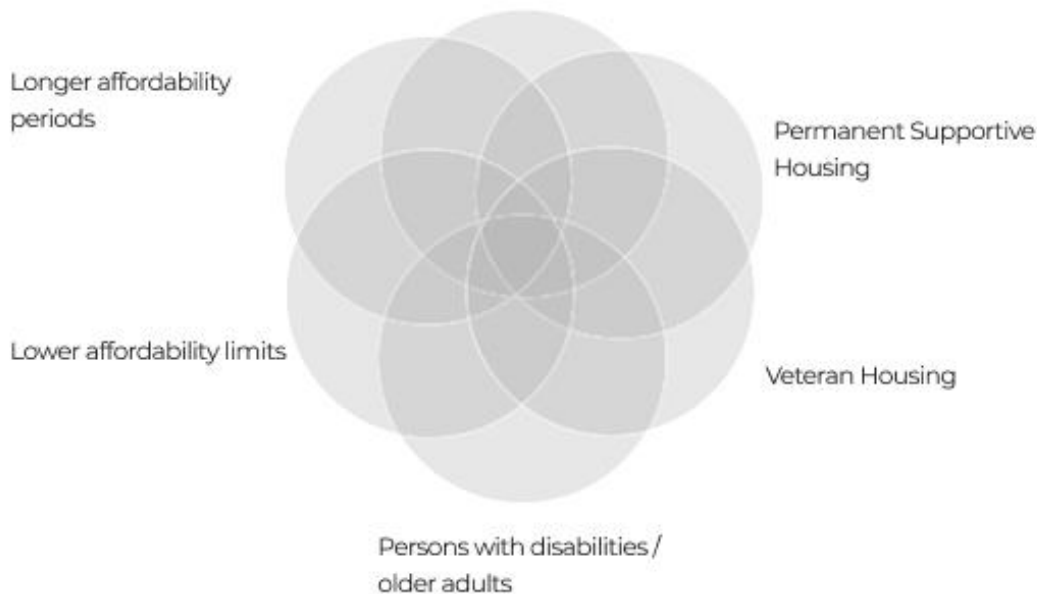 Longer affordability
periods
Permanent Supportive
Housing
Lower affordability limits
Veteran Housing
Persons with disabilities /
older adults